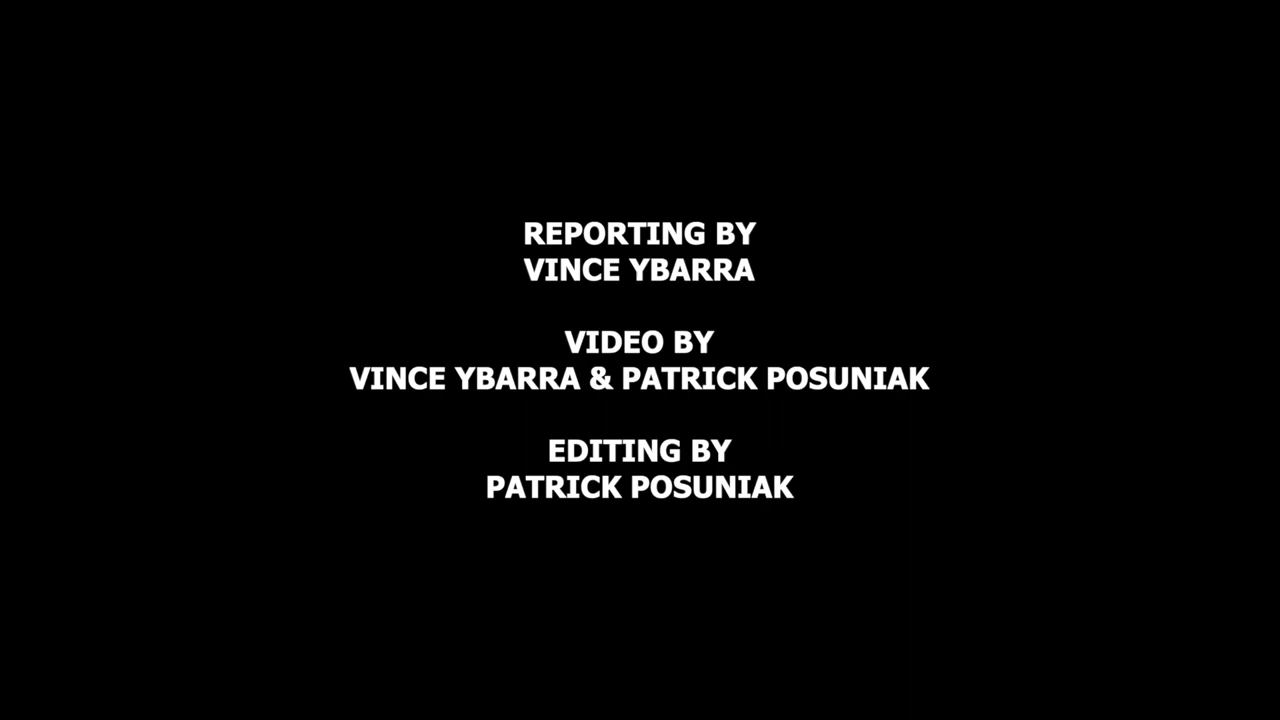 REPORTING BY
VINCE YBARRA
VIDEO BY
VINCE YBARRA & PATRICK POSUNIAK
EDITING BY
PATRICK POSUNIAK